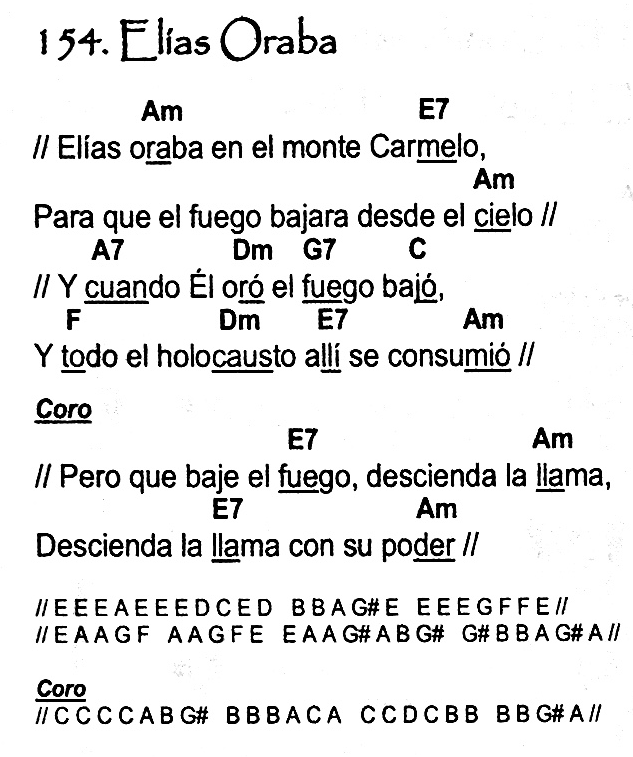 154. Elías Oraba
Am E7
// Elías oraba en el monte Carmelo,
Am
Para que el fuego bajara desde el cielo //
A7 Dm G7 C
// Y cuando Él oró el fuego bajó,
F Dm E7 Am
Y todo el holocausto allí se consumió //
Coro
E7 Am
// Pero que baje el fuego, descienda la llama,
E7 Am
Descienda la llama con su poder //
//E E E A E E E D C E D B B A G# E E E E G F F E//
//E A A G F A A G F E E A A G# A B G# G# B B A G# A//
Coro
//C C C C A B G# B B B A C A C C D C B B B B G# A//